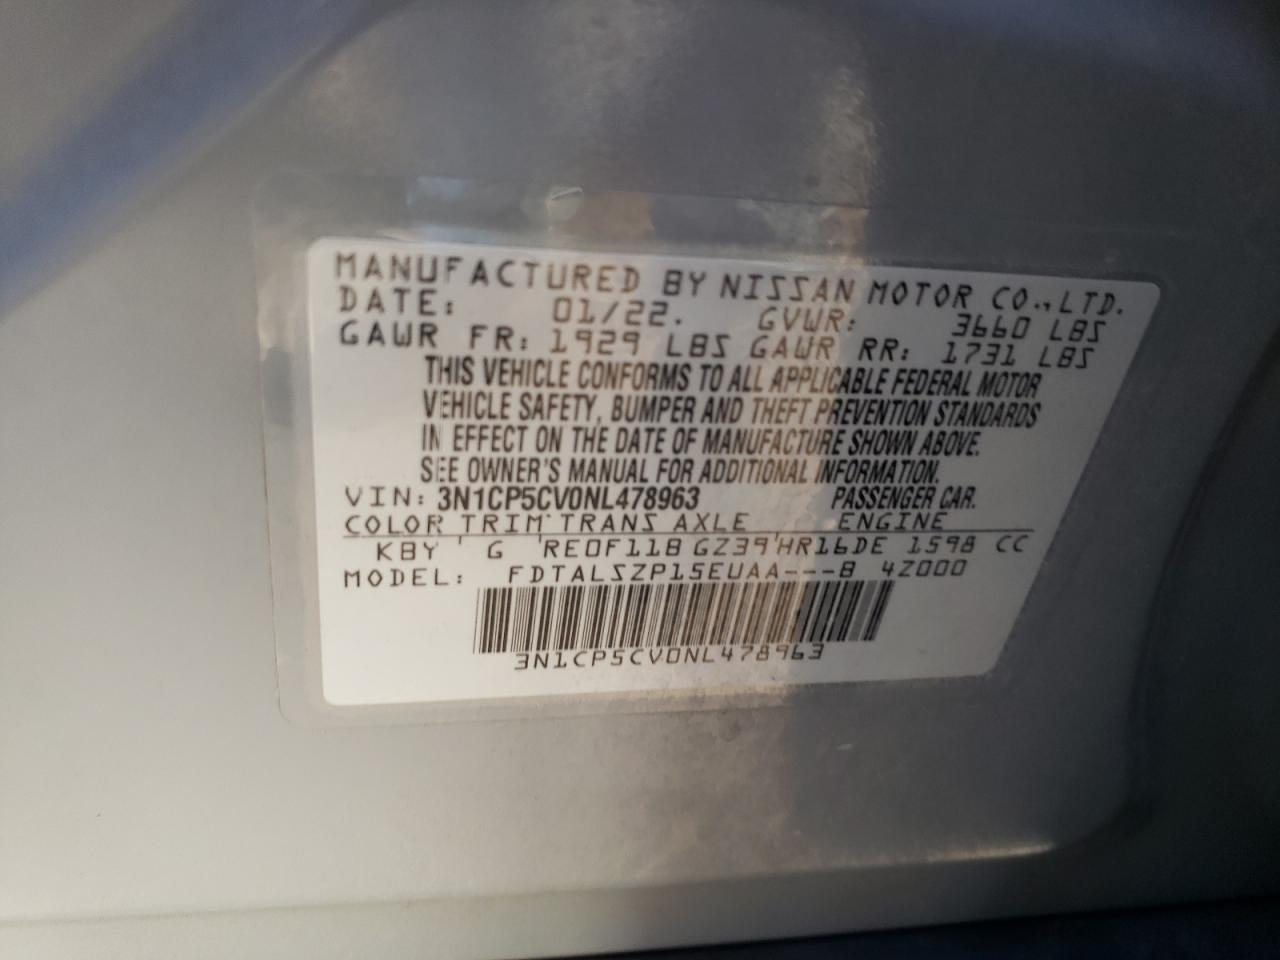 MANUFACTURED BY NISSAN MOTOR CO., LTD.
DATE: 01/22. GVWR: 3660 LBS
GAWR FR: 1929 LBS GAWR RR: 1731 LBS
THIS VEHICLE CONFORMS TO ALL APPLICABLE FEDERAL MOTOR
VEHICLE SAFETY, BUMPER AND THEFT PREVENTION STANDARDS
IN EFFECT ON THE DATE OF MANUFACTURE SHOWN ABOVE.
SEE OWNER'S MANUAL FOR ADDITIONAL INFORMATION.
VIN: 3N1CP5CV0NL478963 PASSENGER CAR.
COLOR TRIM TRANS AXLE ENGINE
KBY G RE0F11B GZ39 HR16DE 1598 CC
MODEL: FDTALSZP15EUAA---B 4Z000
3N1CP5CV0NL478963